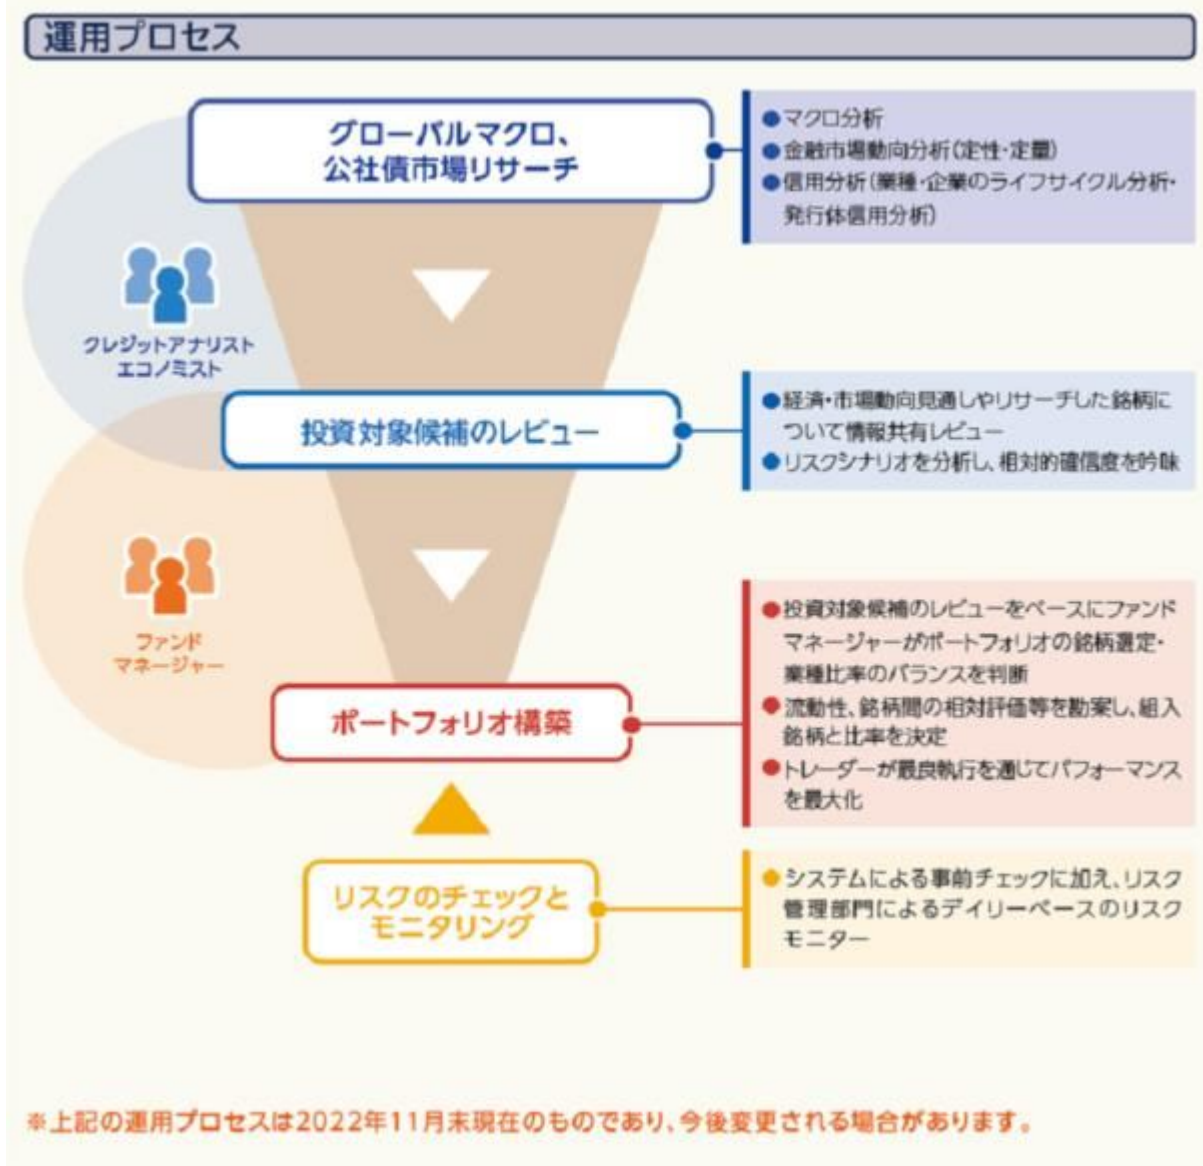 運用プロセス
グローバルマクロ、
公社債市場リサーチ
●マクロ分析
●金融市場動向分析(定性・定量)
●信用分析(業種・企業のライフサイクル分析・
発行体信用分析)
クレジットアナリスト
エコノミスト
投資対象候補のレビュー
●経済・市場動向見通しやリサーチした銘柄に
ついて情報共有レビュー
●リスクシナリオを分析し、相対的確信度を吟味
ファンド
マネージャー
ポートフォリオ構築
●投資対象候補のレビューをベースにファンド
マネージャーがポートフォリオの銘柄選定・
業種比率のバランスを判断
●流動性、銘柄間の相対評価等を勘案し、組入
銘柄と比率を決定
●トレーダーが最良執行を通じてパフォーマンス
を最大化
リスクのチェックと
モニタリング
●システムによる事前チェックに加え、リスク
管理部門によるデイリーベースのリスク
モニター
※上記の運用プロセスは2022年11月末現在のものであり、今後変更される場合があります。